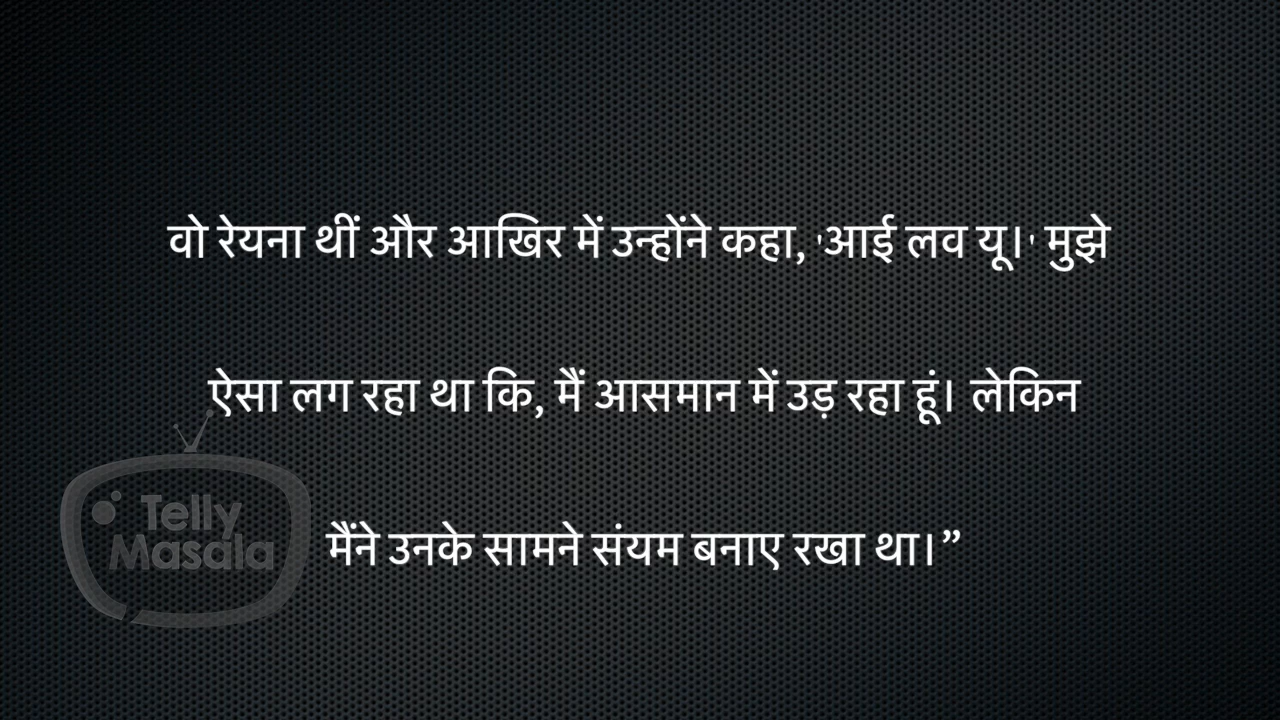 वो रेयना थीं और आखिर में उन्होंने कहा, 'आई लव यू।' मुझे
ऐसा लग रहा था कि, मैं आसमान में उड़ रहा हूं। लेकिन
Telly
Masala
मैंने उनके सामने संयम बनाए रखा था।”